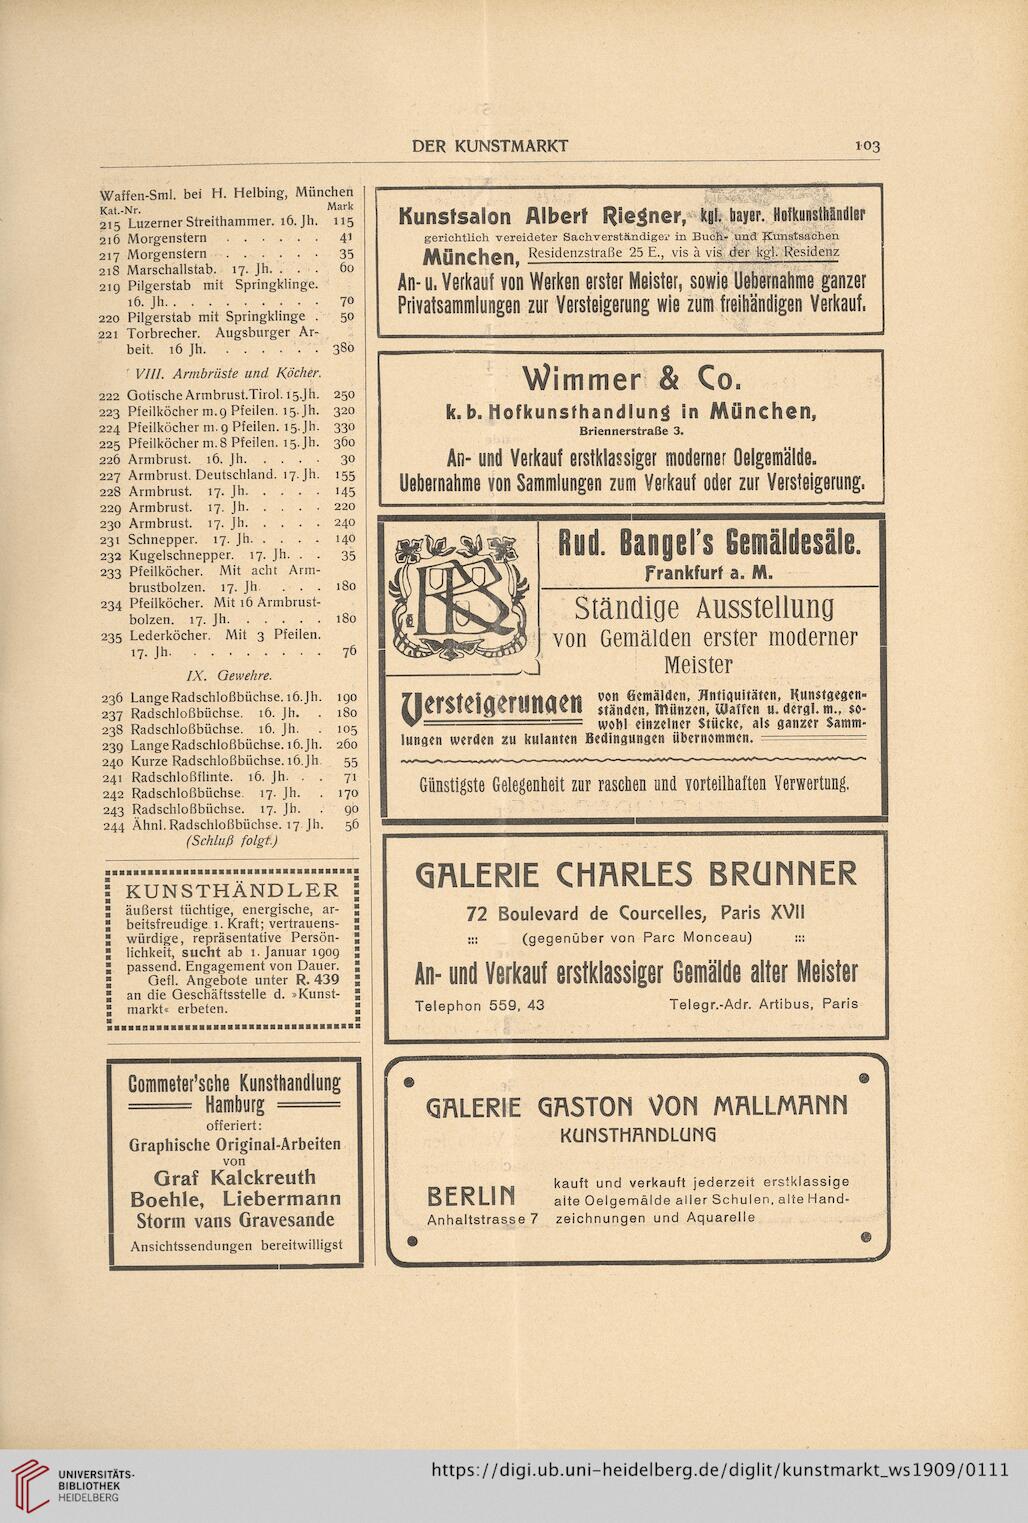 DER KUNSTMARKT 103
Waffen-Sml. bei H. Helbing, München
Kat.-Nr. Mark
215 Luzerner Streithammer. 16. Jh. 115
216 Morgenstern . . . . . . 41
217 Morgenstern . . . . . . 35
218 Marschallstab. 17. Jh. . . . 60
219 Pilgerstab mit Springklinge.
16. Jh. . . . . . . . . . 70
220 Pilgerstab mit Springklinge . 50
221 Torbrecher. Augsburger Ar-
beit. 16 Jh. . . . . . . 380
VIII. Armbrüste und Köcher.
222 Gotische Armbrust. Tirol. 15. Jh. 250
223 Pfeilköcher m. 9 Pfeilen. 15. Jh. 320
224 Pfeilköcher m. 9 Pfeilen. 15. Jh. 330
225 Pfeilköcher m. 8 Pfeilen. 15. Jh. 360
226 Armbrust. 16. Jh. . . . . 30
227 Armbrust. Deutschland. 17. Jh. 155
228 Armbrust. 17. Jh. . . . . 145
229 Armbrust. 17. Jh. . . . . 220
230 Armbrust. 17. Jh. . . . . 240
231 Schnepper. 17. Jh. . . . . 140
232 Kugelschnepper. 17. Jh. . . 35
233 Pfeilköcher. Mit acht Arm-
brustbolzen. 17. Jh. . . . 180
234 Pfeilköcher. Mit 16 Armbrust-
bolzen. 17. Jh. . . . . . 180
235 Lederköcher. Mit 3 Pfeilen.
17. Jh. . . . . . . . . 76
IX. Gewehre.
236 Lange Radschloßbüchse. 16. Jh. 190
237 Radschloßbüchse. 16. Jh. . 180
238 Radschloßbüchse. 16. Jh. . 105
239 Lange Radschloßbüchse. 16. Jh. 260
240 Kurze Radschloßbüchse. 16. Jh. 55
241 Radschloßflinte. 16. Jh. . . 71
242 Radschloßbüchse. 17. Jh. . 170
243 Radschloßbüchse. 17. Jh. . 90
244 Ähnl. Radschloßbüchse. 17. Jh. 56
(Schluß folgt.)
KUNSTHÄNDLER
äußerst tüchtige, energische, ar-
beitsfreudige 1. Kraft; vertrauens-
würdige, repräsentative Persön-
lichkeit, sucht ab 1. Januar 1909
passend. Engagement von Dauer.
Gefl. Angebote unter R. 439
an die Geschäftsstelle d. »Kunst-
markt« erbeten.
Commeter'sche Kunsthandlung
Hamburg
offeriert:
Graphische Original-Arbeiten
von
Graf Kalckreuth
Boehle, Liebermann
Storm vans Gravesande
Ansichtssendungen bereitwilligst
Kunstsalon Albert Riegner, kgl. bayer. Hofkunsthändler
gerichtlich vereideter Sachverständiger in Buch- und Kunstsachen
München, Residenzstraße 25 E., vis à vis der kgl. Residenz
An- u. Verkauf von Werken erster Meister, sowie Uebernahme ganzer
Privatsammlungen zur Versteigerung wie zum freihändigen Verkauf.
Wimmer & Co.
k. b. Hofkunsthandlung in München,
Briennerstraße 3.
An- und Verkauf erstklassiger moderner Oelgemälde.
Uebernahme von Sammlungen zum Verkauf oder zur Versteigerung.
RB
Rud. Bangel's Gemäldesäle.
Frankfurt a. M.
Ständige Ausstellung
von Gemälden erster moderner
Meister
Versteigerungen von Gemälden, Antiquitäten, Kunstgegen-
ständen, Münzen, Waffen u. dergl. m., so-
wohl einzelner Stücke, als ganzer Samm-
lungen werden zu kulanten Bedingungen übernommen.
Günstigste Gelegenheit zur raschen und vorteilhaften Verwertung.
GALERIE CHARLES BRUNNER
72 Boulevard de Courcelles, Paris XVII
::: (gegenüber von Parc Monceau) :::
An- und Verkauf erstklassiger Gemälde alter Meister
Telephon 559, 43 Telegr.-Adr. Artibus, Paris
GALERIE GASTON VON MALLMANN
KUNSTHANDLUNG
BERLIN
Anhaltstrasse 7
kauft und verkauft jederzeit erstklassige
alte Oelgemälde aller Schulen, alte Hand-
zeichnungen und Aquarelle
UNIVERSITÄTS-
BIBLIOTHEK
HEIDELBERG
https://digi.ub.uni-heidelberg.de/diglit/kunstmarkt_ws1909/0111